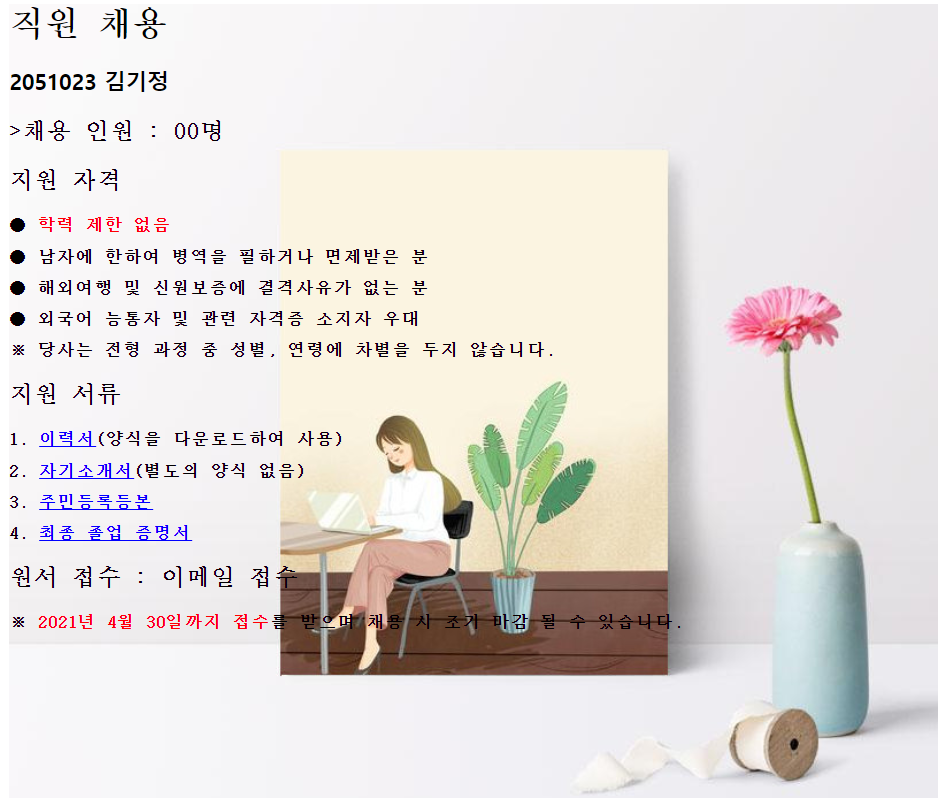 직원 채용
2051023 김기정
>채용 인원 : 00명
지원 자격
● 학력 제한 없음
● 남자에 한하여 병역을 필하거나 면제받은 분
● 해외여행 및 신원보증에 결격사유가 없는 분
● 외국어 능통자 및 관련 자격증 소지자 우대
※ 당사는 전형 과정 중 성별, 연령에 차별을 두지 않습니다.
지원 서류
1. 이력서(양식을 다운로드하여 사용)
2. 자기소개서(별도의 양식 없음)
3. 주민등록등본
4. 최종 졸업 증명서
원서 접수 : 이메일 접수
※ 2021년 4월 30일까지 접수를 받으며 채용 시 조기 마감 될 수 있습니다.